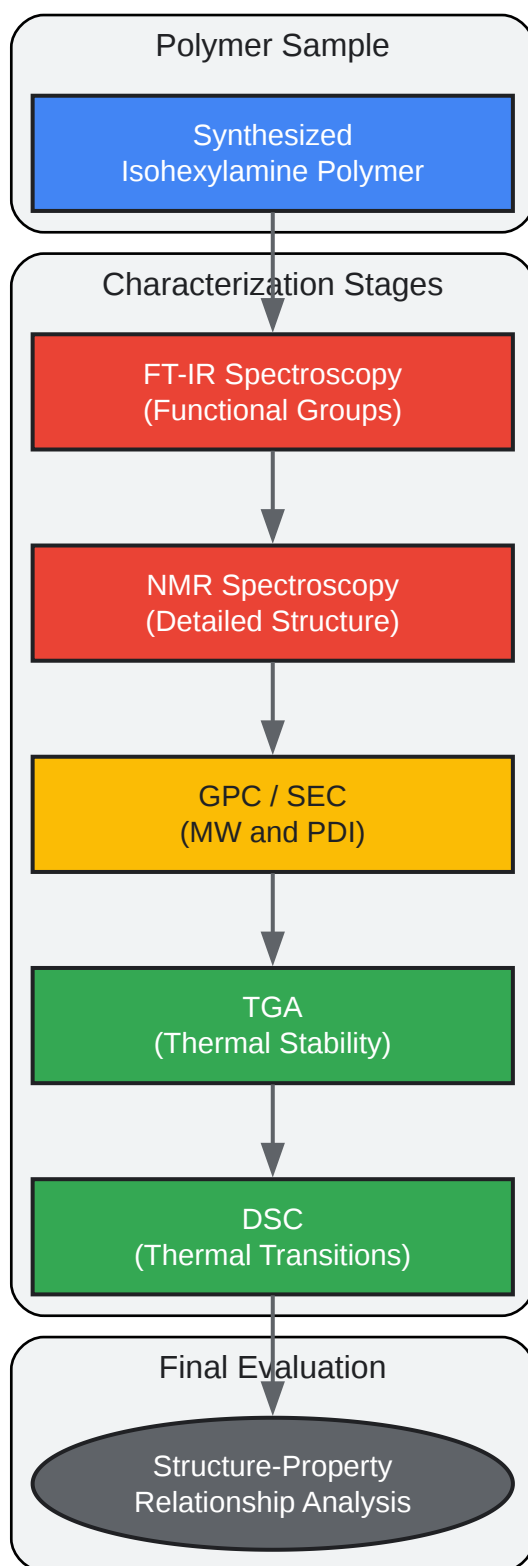 Polymer Sample
Synthesized
Isohexylamine Polymer
Characterization Stages
FT-IR Spectroscopy
(Functional Groups)
NMR Spectroscopy
(Detailed Structure)
GPC / SEC
(MW and PDI)
TGA
(Thermal Stability)
DSC
(Thermal Transitions)
Final Evaluation
Structure-Property
Relationship Analysis